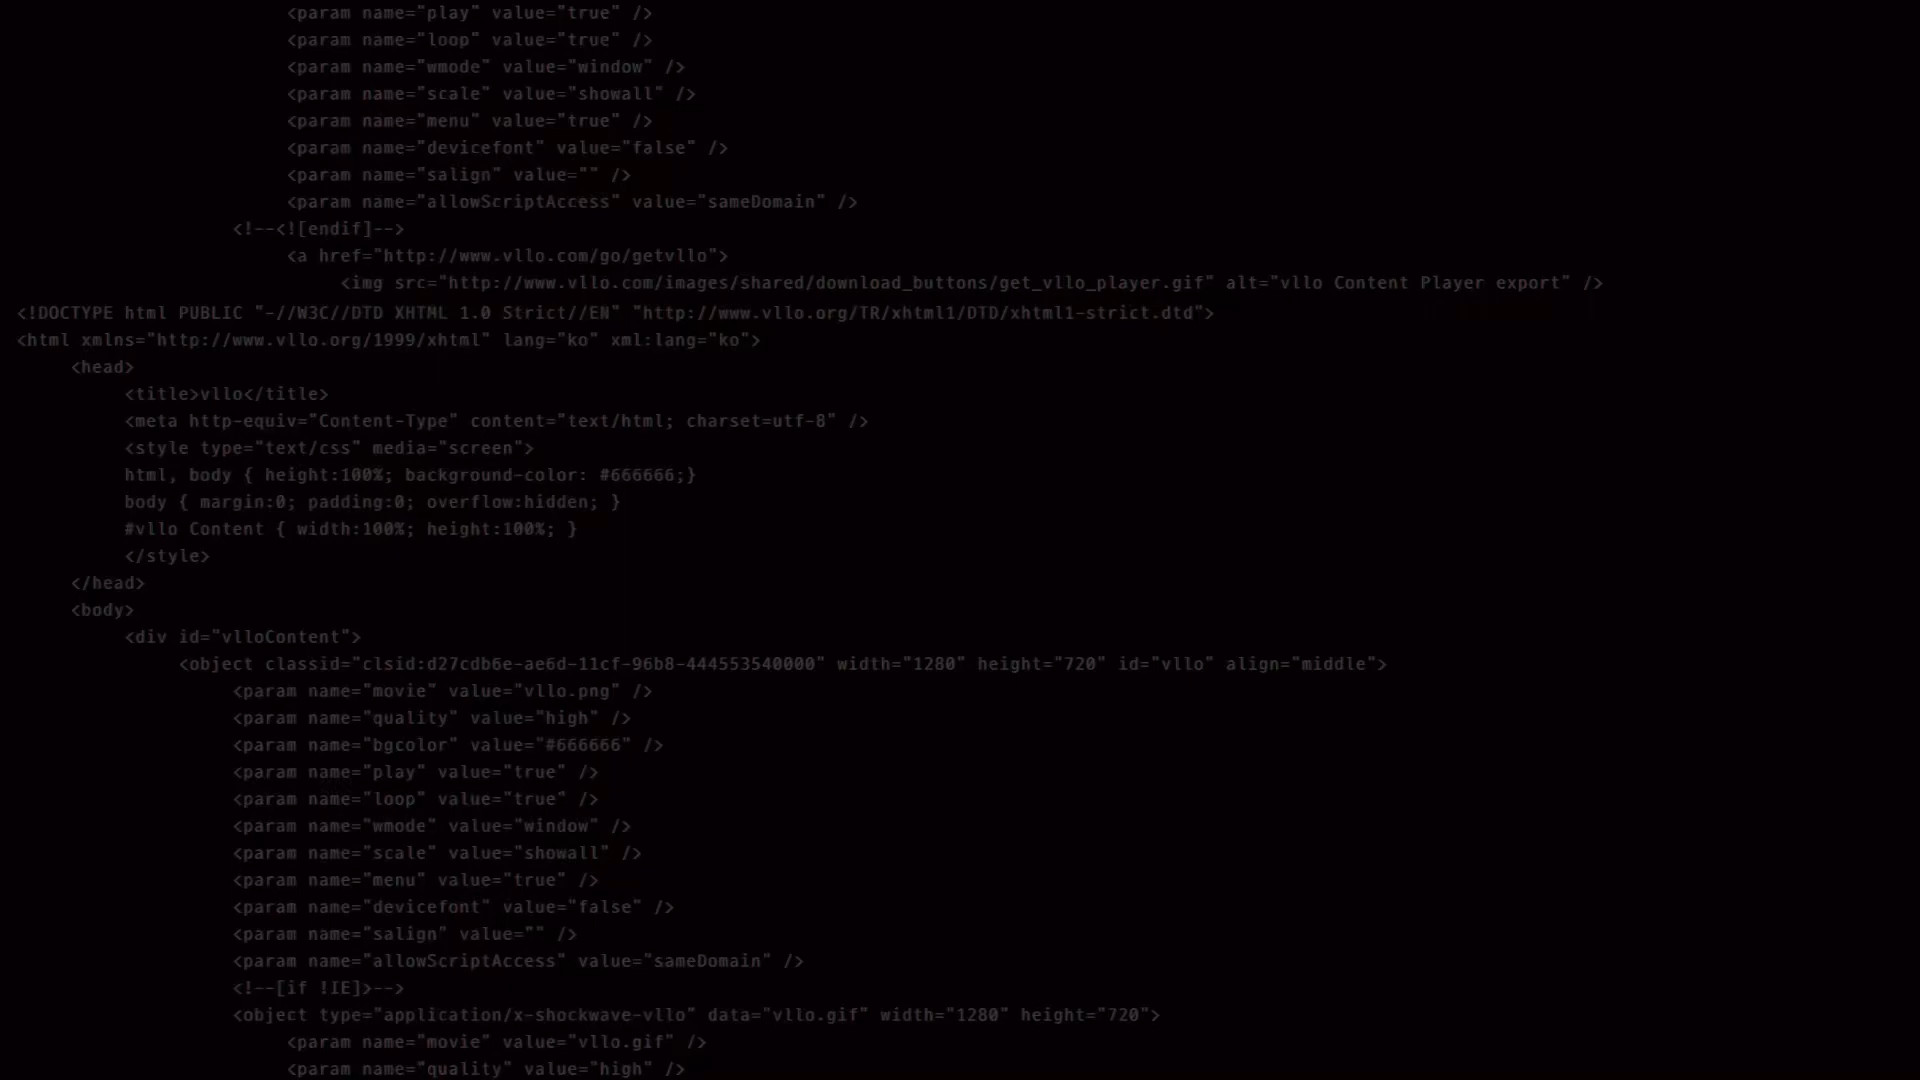 <param name="play" value="true" />
<param name="loop" value="true" />
<param name="wmode" value="window" />
<param name="scale" value="showall" />
<param name="menu" value="true" />
<param name="devicefont" value="false" />
<param name="salign" value="" />
<param name="allowScriptAccess" value="sameDomain" />
<!--<![endif]-->
<a href="http://www.vllo.com/go/getvllo">
<img src="http://www.vllo.com/images/shared/download_buttons/get_vllo_player.gif" alt="vllo Content Player export" />
<!DOCTYPE html PUBLIC "-//W3C//DTD XHTML 1.0 Strict//EN" "http://www.vllo.org/TR/xhtml1/DTD/xhtml1-strict.dtd">
<html xmlns="http://www.vllo.org/1999/xhtml" lang="ko" xml:lang="ko">
<head>
<title>vllo</title>
<meta http-equiv="Content-Type" content="text/html; charset=utf-8" />
<style type="text/css" media="screen">
html, body { height:100%; background-color: #666666;}
body { margin:0; padding:0; overflow:hidden; }
#vllo Content { width:100%; height:100%; }
</style>
</head>
<body>
<div id="vlloContent">
<object classid="clsid:d27cdb6e-ae6d-11cf-96b8-444553540000" width="1280" height="720" id="vllo" align="middle">
<param name="movie" value="vllo.png" />
<param name="quality" value="high" />
<param name="bgcolor" value="#666666" />
<param name="play" value="true" />
<param name="loop" value="true" />
<param name="wmode" value="window" />
<param name="scale" value="showall" />
<param name="menu" value="true" />
<param name="devicefont" value="false" />
<param name="salign" value="" />
<param name="allowScriptAccess" value="sameDomain" />
<!--[if !IE]>-->
<object type="application/x-shockwave-vllo" data="vllo.gif" width="1280" height="720">
<param name="movie" value="vllo.gif" />
<param name="quality" value="high" />